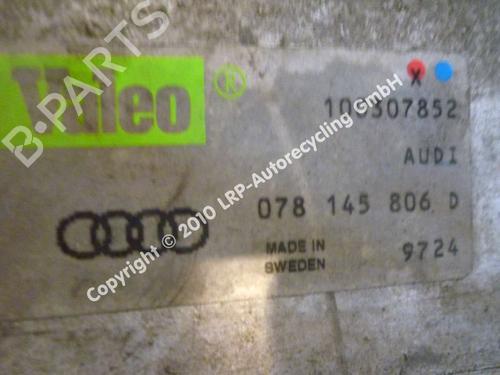 Valeo®
X
100307852
AUDI
078 145 806 D
MADE IN
SWEDEN
9724
B-PARTS
Copyright © 2010 LRP-Autorecycling GmbH